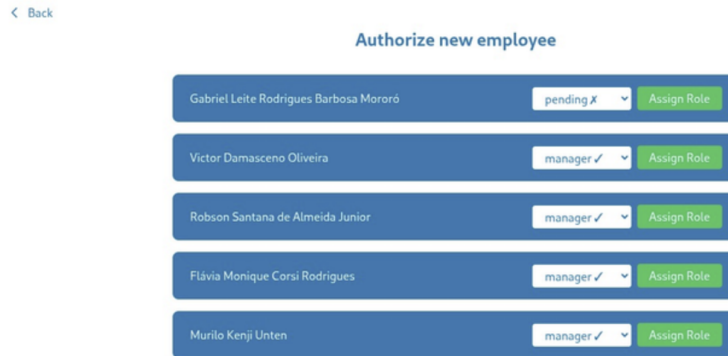 Back
Authorize new employee
Gabriel Leite Rodrigues Barbosa Mororó pending ✗ Assign Role
Victor Damasceno Oliveira manager ✓ Assign Role
Robson Santana de Almeida Junior manager ✓ Assign Role
Flávia Monique Corsi Rodrigues manager ✓ Assign Role
Murilo Kenji Unten manager ✓ Assign Role